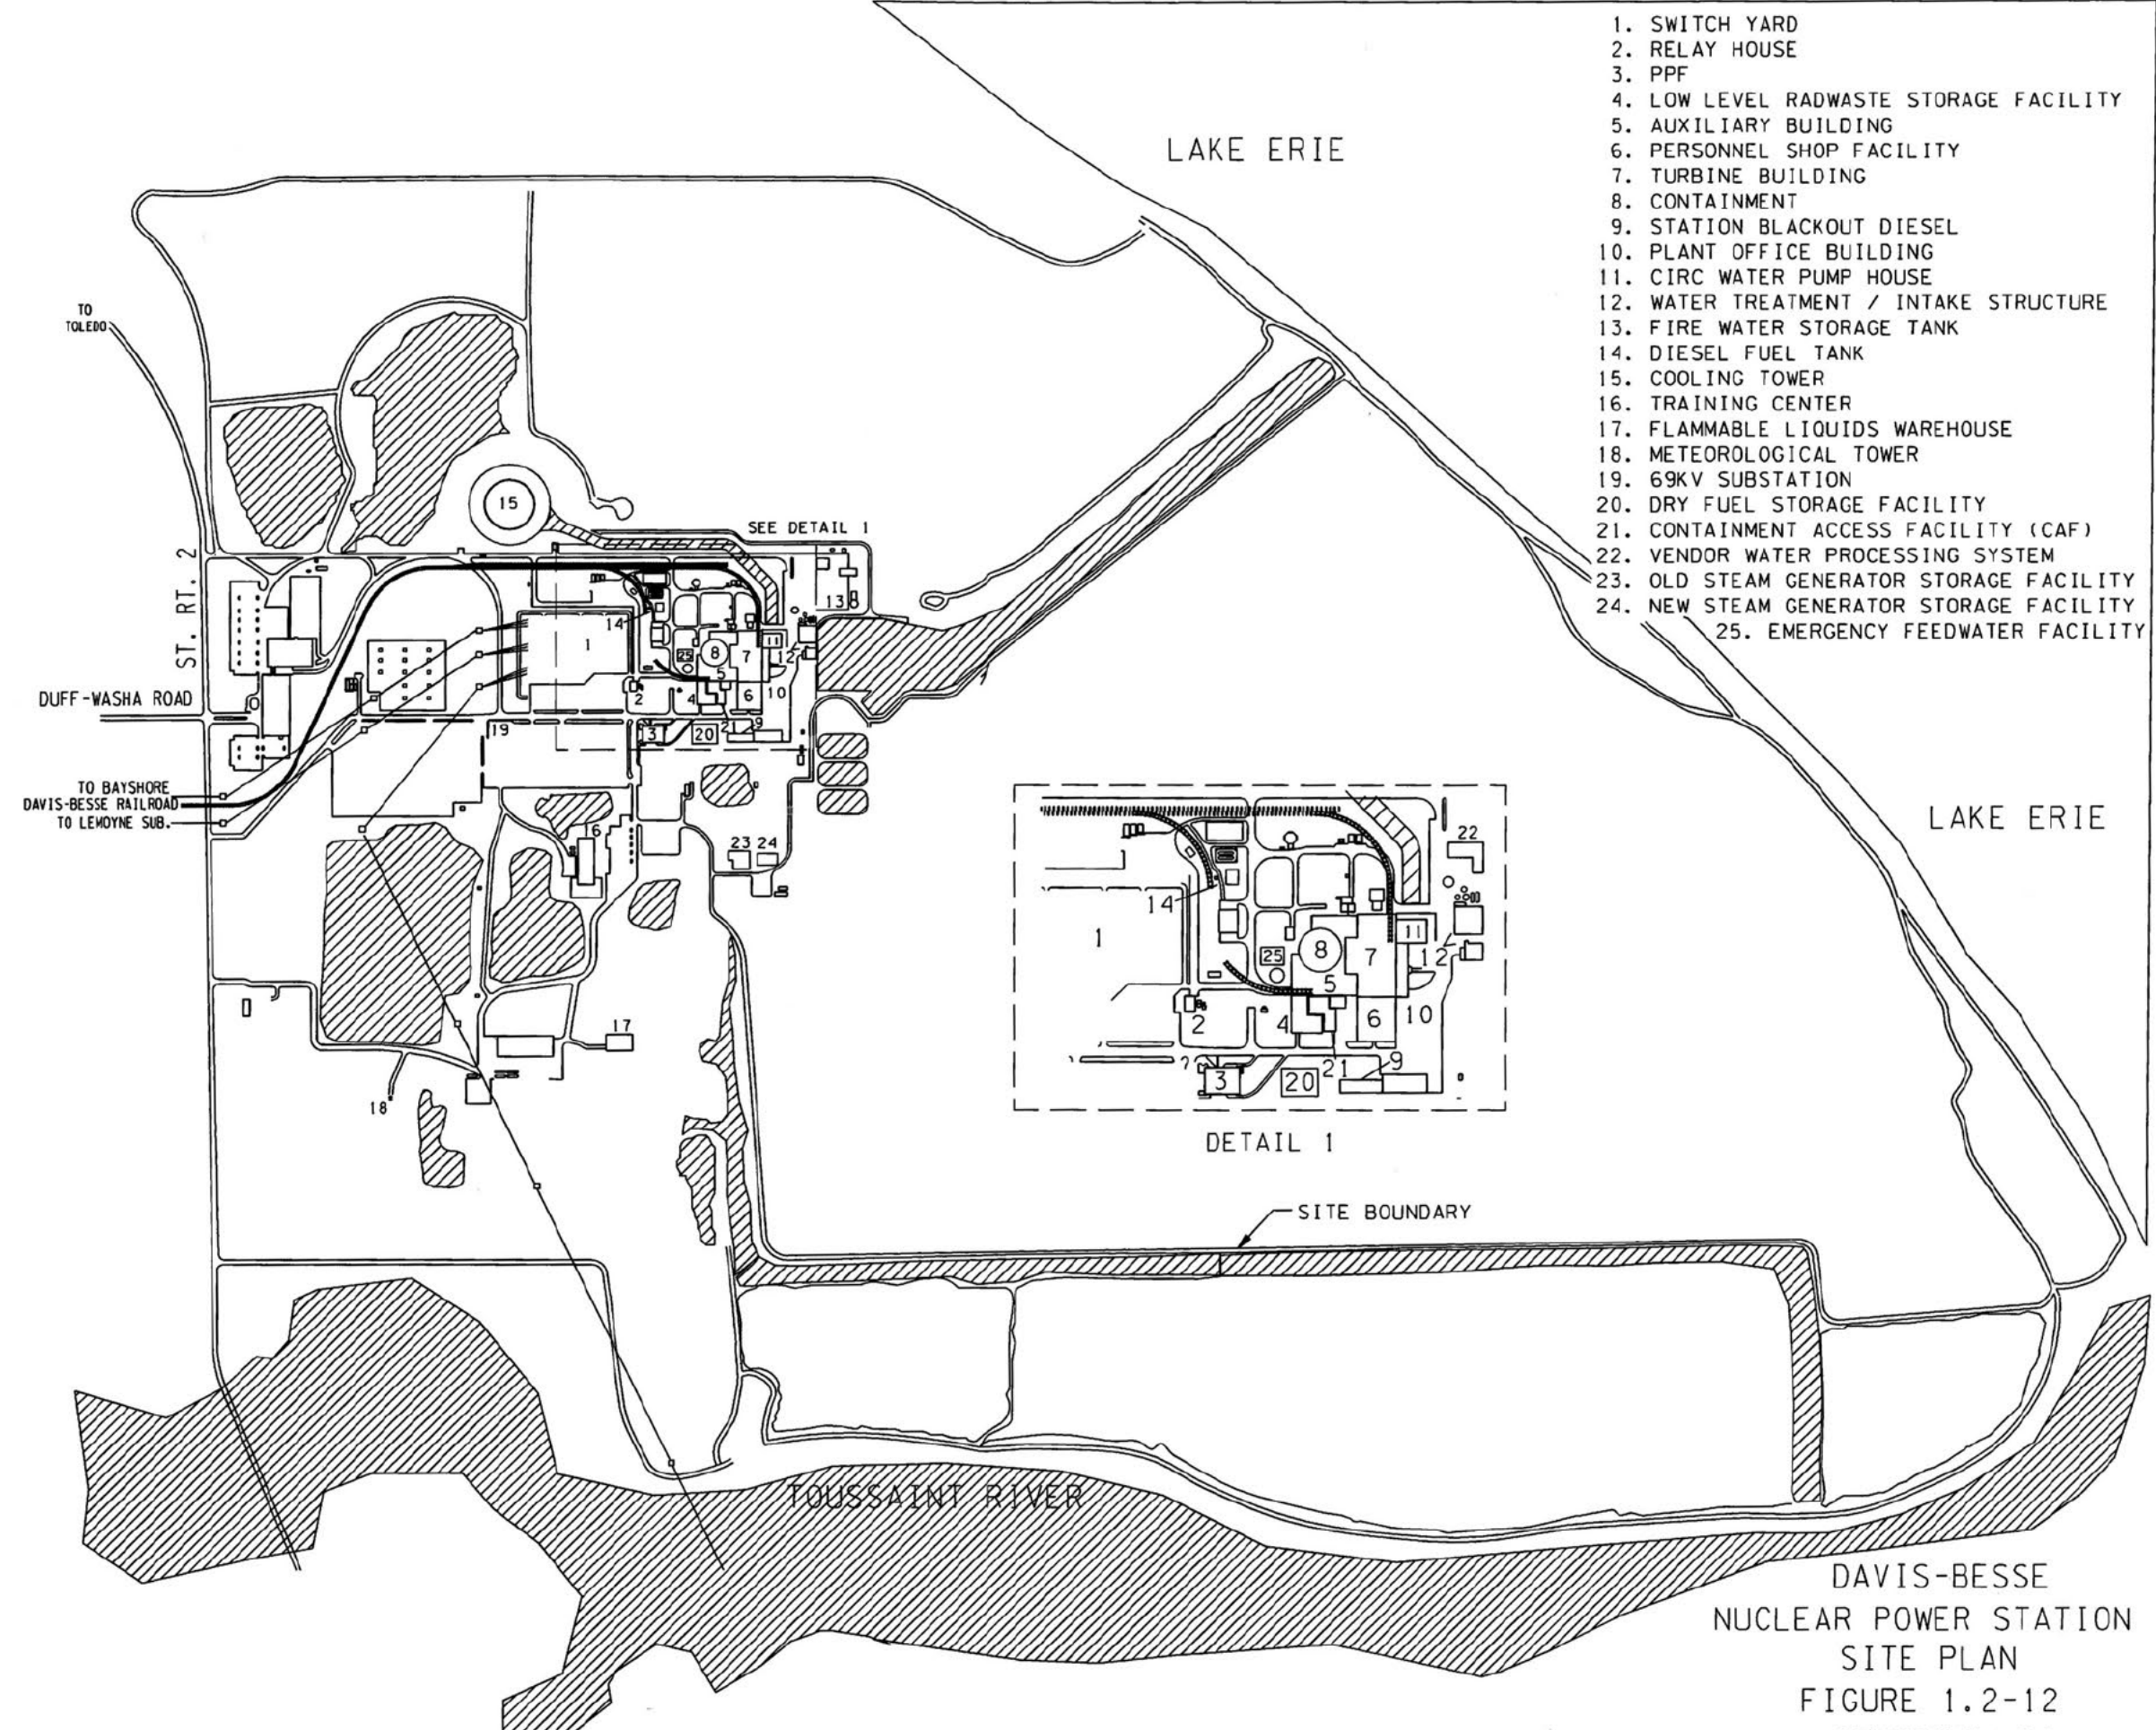 1. SWITCH YARD
2. RELAY HOUSE
3. PPF
4. LOW LEVEL RADWASTE STORAGE FACILITY
5. AUXILIARY BUILDING
6. PERSONNEL SHOP FACILITY
7. TURBINE BUILDING
8. CONTAINMENT
9. STATION BLACKOUT DIESEL
10. PLANT OFFICE BUILDING
11. CIRC WATER PUMP HOUSE
12. WATER TREATMENT / INTAKE STRUCTURE
13. FIRE WATER STORAGE TANK
14. DIESEL FUEL TANK
15. COOLING TOWER
16. TRAINING CENTER
17. FLAMMABLE LIQUIDS WAREHOUSE
18. METEOROLOGICAL TOWER
19. 69KV SUBSTATION
20. DRY FUEL STORAGE FACILITY
21. CONTAINMENT ACCESS FACILITY (CAF)
22. VENDOR WATER PROCESSING SYSTEM
23. OLD STEAM GENERATOR STORAGE FACILITY
24. NEW STEAM GENERATOR STORAGE FACILITY
25. EMERGENCY FEEDWATER FACILITY
LAKE ERIE
TO
TOLEDO
15
SEE DETAIL 1
ST. RT. 2
13
14
1
8
7
11
12
25
5
DUFF-WASHA ROAD
2
4
6
10
19
3
20
21
9
TO BAYSHORE
DAVIS-BESSE RAILROAD
TO LEMOYNE SUB.
16
23 24
17
18
22
14
1
11
8
7
25
12
5
2
4
6
10
3
20
21
9
DETAIL 1
LAKE ERIE
SITE BOUNDARY
TOUSSAINT RIVER
DAVIS-BESSE
NUCLEAR POWER STATION
SITE PLAN
FIGURE 1.2-12